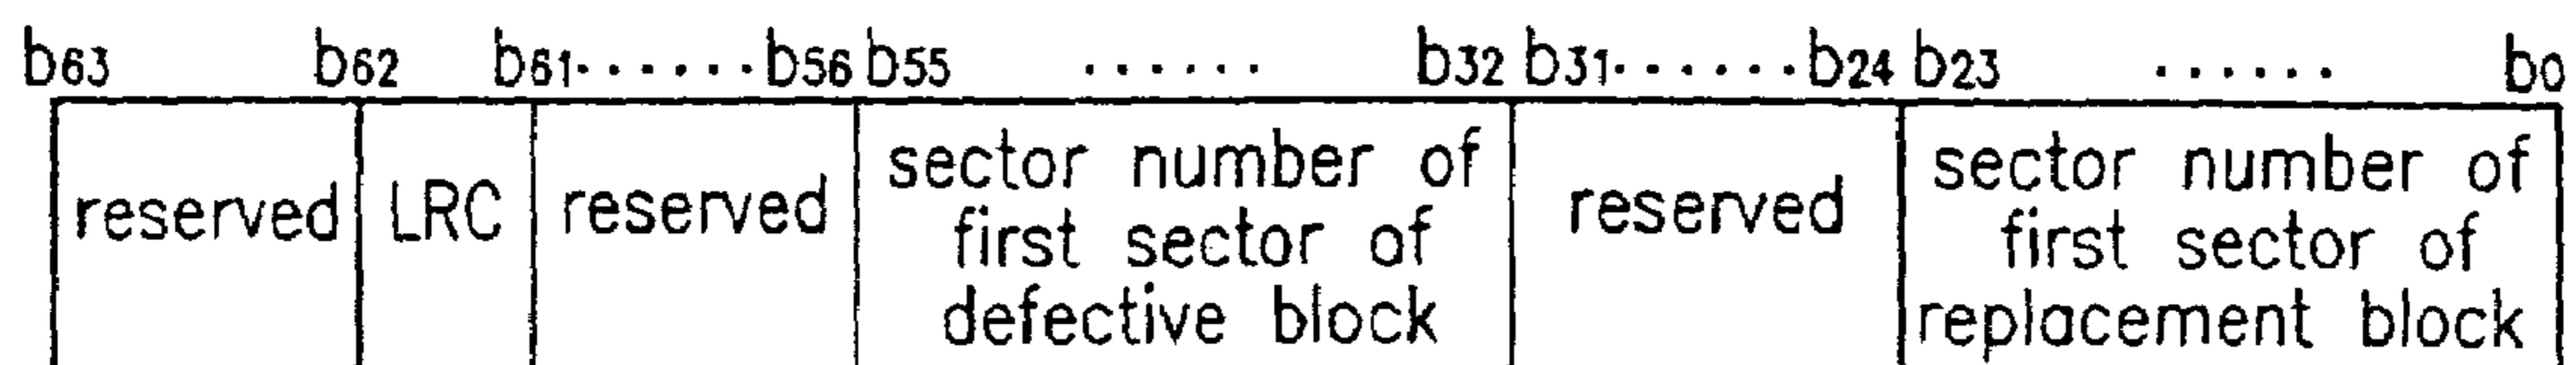 b63 b62 b61······b56 b55 ······ b32 b31······b24 b23 ······ b0
reserved LRC reserved sector number of first sector of defective block reserved sector number of first sector of replacement block